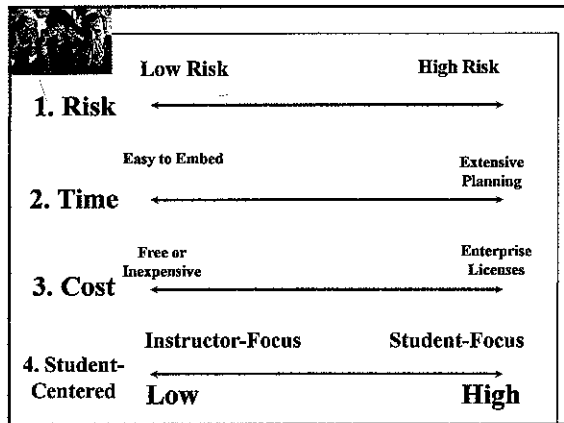 Low Risk High Risk
1. Risk
Easy to Embed Extensive
Planning
2. Time
Free or Enterprise
Inexpensive Licenses
3. Cost
Instructor-Focus Student-Focus
4. Student-
Centered Low High